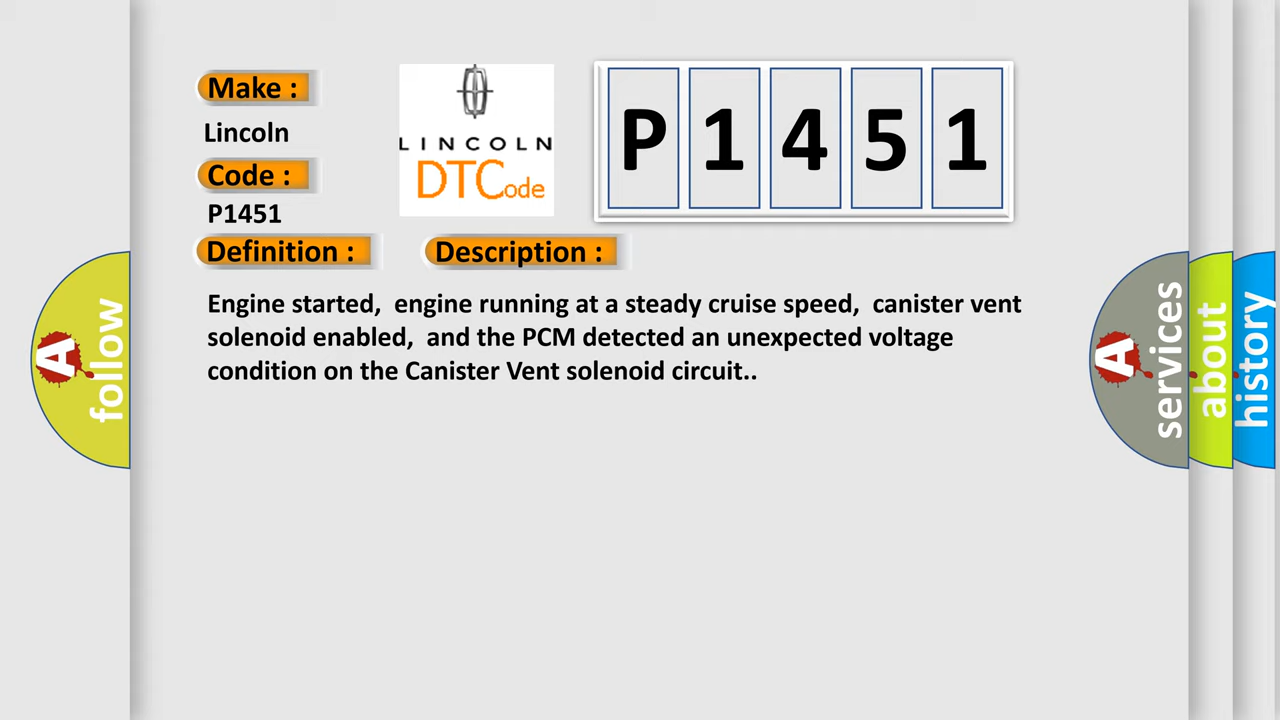 Make :
Lincoln
Code :
P1451
Definition :
Description :
LINCOLN
DTCode
P 1 4 5 1
Engine started,  engine running at a steady cruise speed,  canister vent
solenoid enabled,  and the PCM detected an unexpected voltage
condition on the Canister Vent solenoid circuit..
A
follow
A
services
about
history